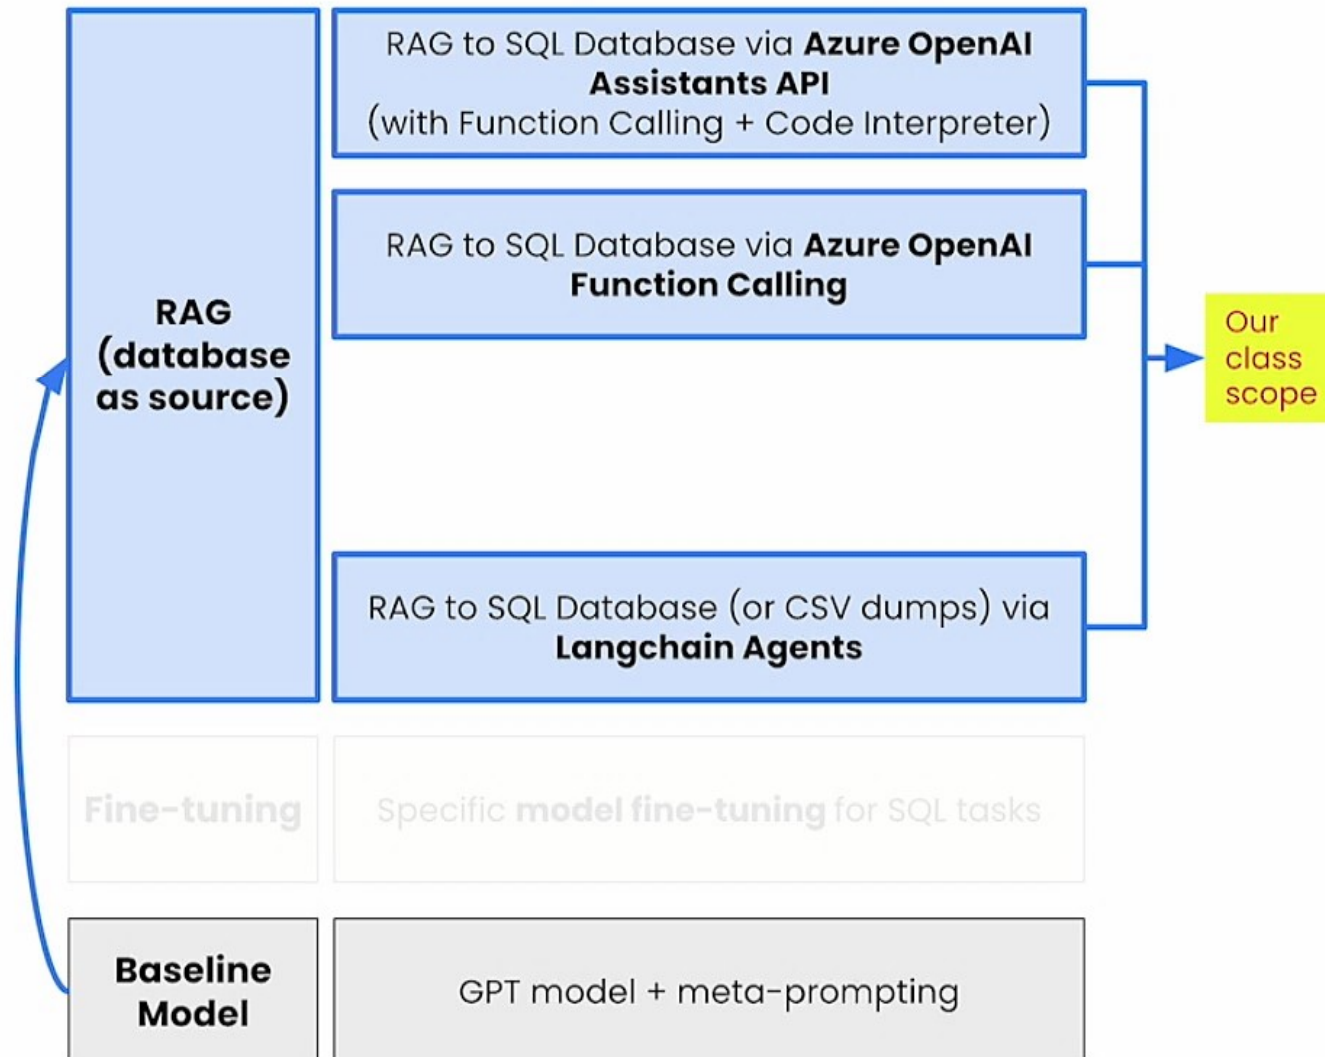 RAG to SQL Database via Azure OpenAI
Assistants API
(with Function Calling + Code Interpreter)
RAG to SQL Database via Azure OpenAI
Function Calling
RAG
(database
as source)
Our
class
scope
RAG to SQL Database (or CSV dumps) via
Langchain Agents
Fine-tuning
Specific model fine-tuning for SQL tasks
Baseline
Model
GPT model + meta-prompting